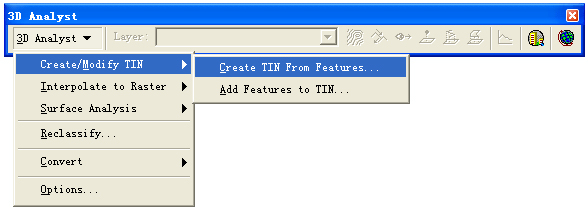 3D Analyst
3D Analyst Layer:
Create/Modify TIN
Interpolate to Raster
Surface Analysis
Reclassify...
Convert
Options...
Create TIN From Features...
Add Features to TIN...